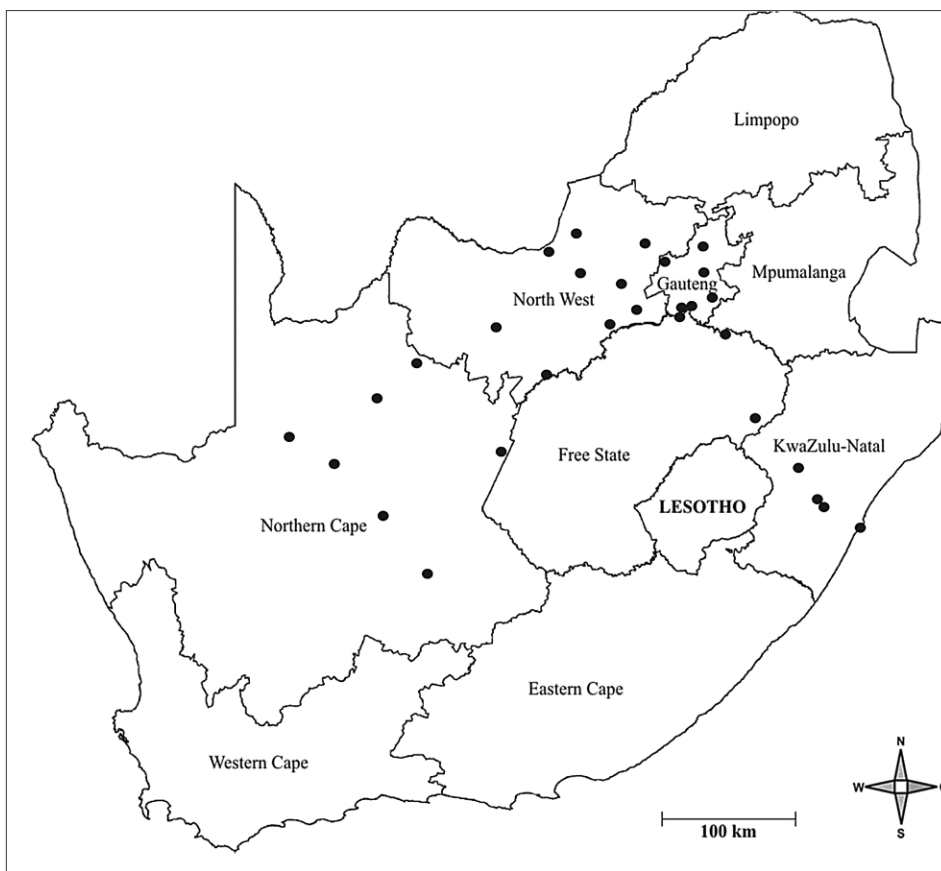 Limpopo
Mpumalanga
Gauteng
North West
Free State
KwaZulu-Natal
LESOTHO
Northern Cape
Eastern Cape
Western Cape
N
W
S
100 km